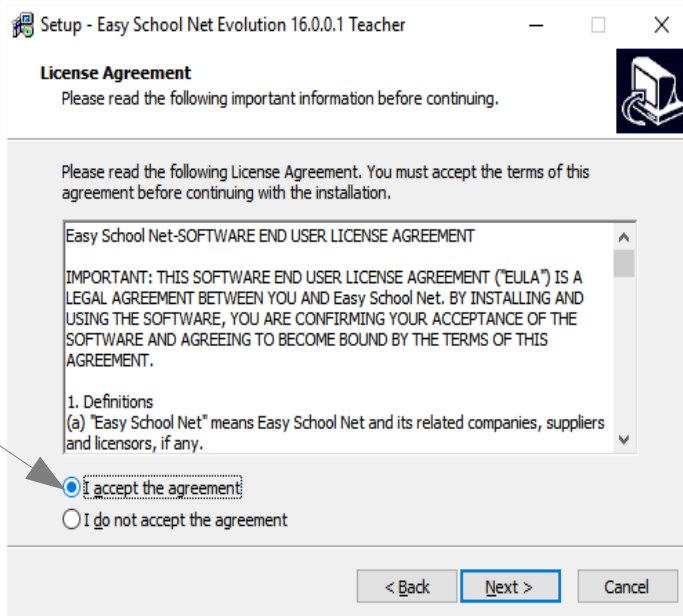 Setup - Easy School Net Evolution 16.0.0.1 Teacher
License Agreement
Please read the following important information before continuing.
Please read the following License Agreement. You must accept the terms of this
agreement before continuing with the installation.
Easy School Net-SOFTWARE END USER LICENSE AGREEMENT
IMPORTANT: THIS SOFTWARE END USER LICENSE AGREEMENT ("EULA") IS A
LEGAL AGREEMENT BETWEEN YOU AND Easy School Net. BY INSTALLING AND
USING THE SOFTWARE, YOU ARE CONFIRMING YOUR ACCEPTANCE OF THE
SOFTWARE AND AGREEING TO BECOME BOUND BY THE TERMS OF THIS
AGREEMENT.
1. Definitions
(a) "Easy School Net" means Easy School Net and its related companies, suppliers
and licensors, if any.
I accept the agreement
I do not accept the agreement
< Back Next > Cancel